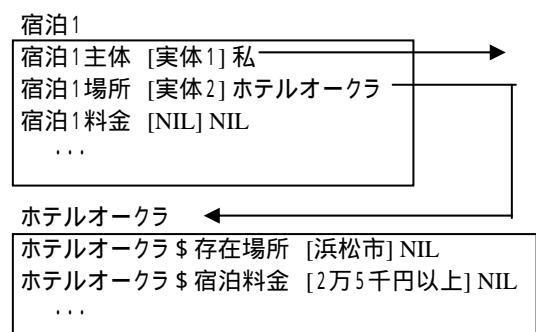 宿泊1
宿泊1主体 [実体1] 私
宿泊1場所 [実体2] ホテルオークラ
宿泊1料金 [NIL] NIL
...
ホテルオークラ
ホテルオークラ$存在場所 [浜松市] NIL
ホテルオークラ$宿泊料金 [2万5千円以上] NIL
...